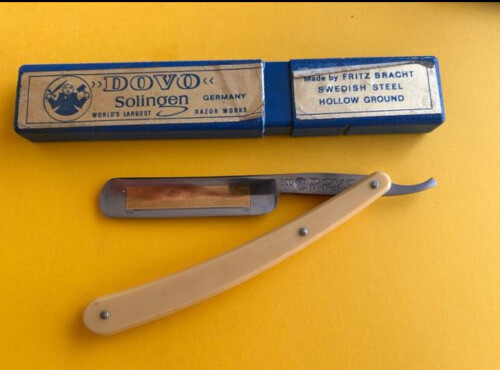 »DOVO«
Solingen
GERMANY
WORLD'S LARGEST
RAZOR WORKS
Made by FRITZ BRACHT
SWEDISH STEEL
HOLLOW GROUND